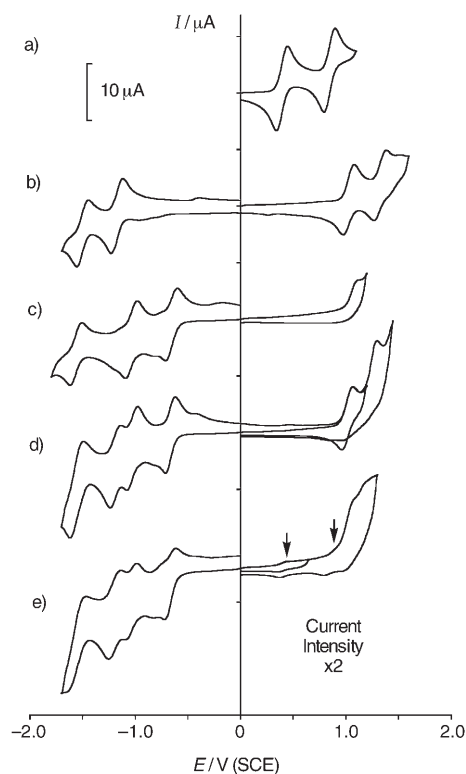 I / µA
a)
10 µA
b)
c)
d)
e)
Current
Intensity
x2
−2.0 −1.0 0 1.0 2.0
E / V (SCE)